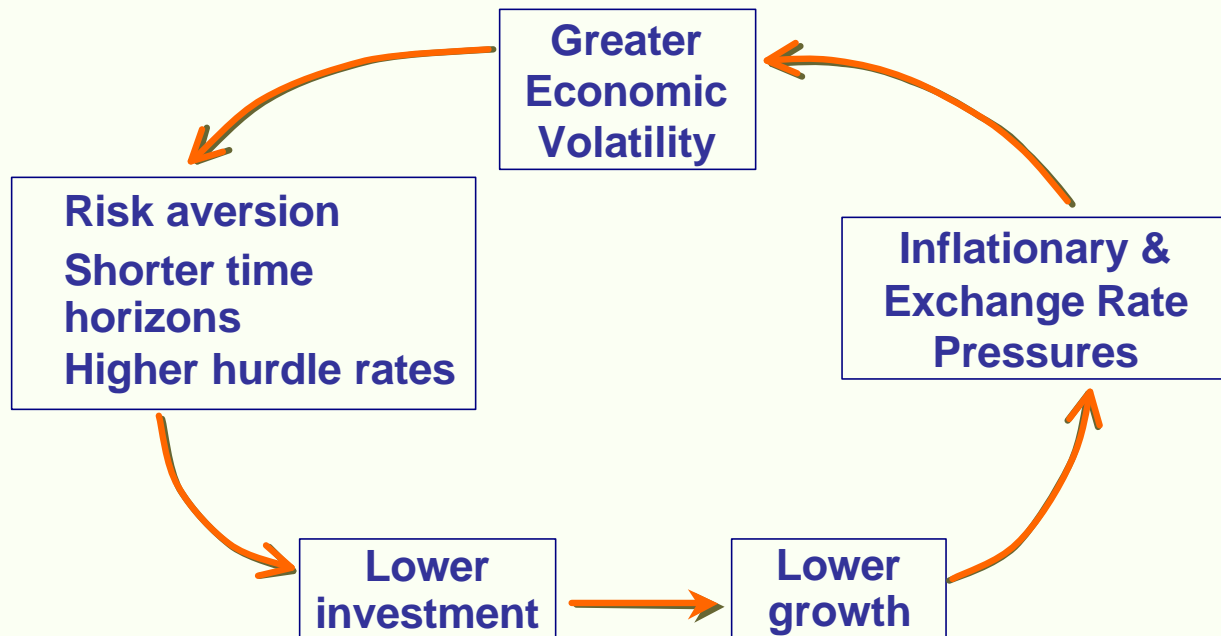 Greater
Economic
Volatility
Risk aversion
Shorter time
horizons
Higher hurdle rates
Inflationary &
Exchange Rate
Pressures
Lower
investment
Lower
growth